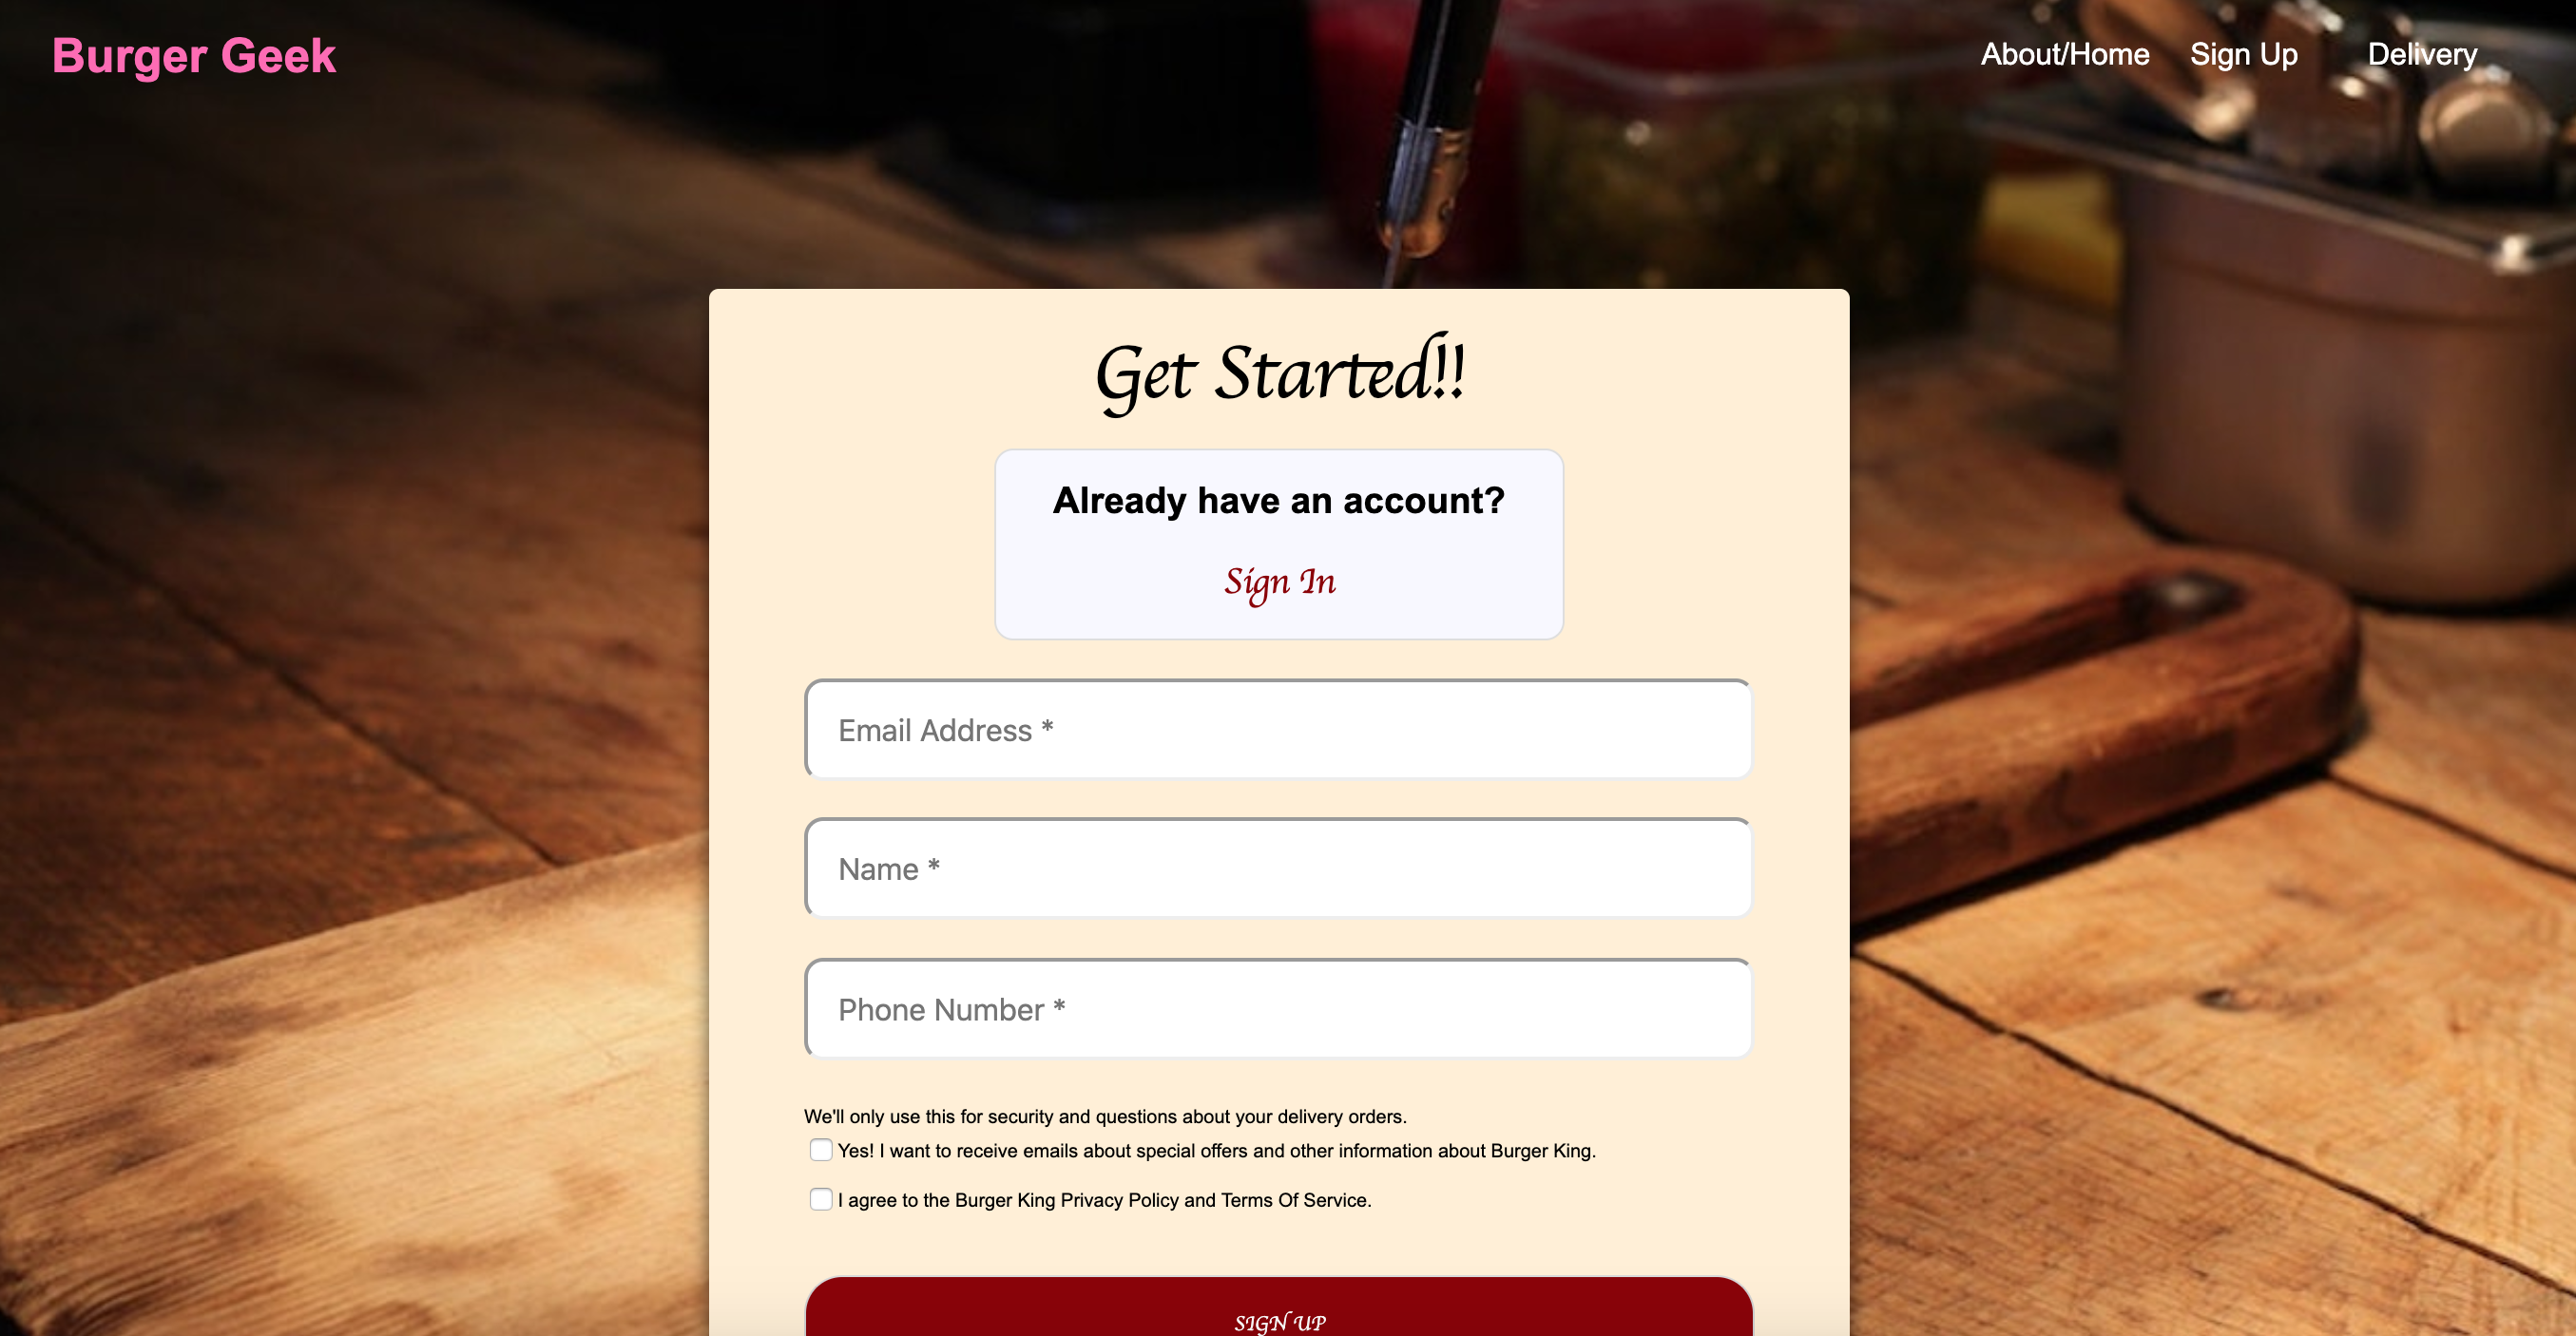 Burger Geek
About/Home Sign Up Delivery
Get Started!!
Already have an account?
Sign In
Email Address *
Name *
Phone Number *
We'll only use this for security and questions about your delivery orders.
Yes! I want to receive emails about special offers and other information about Burger King.
I agree to the Burger King Privacy Policy and Terms Of Service.
SIGN UP